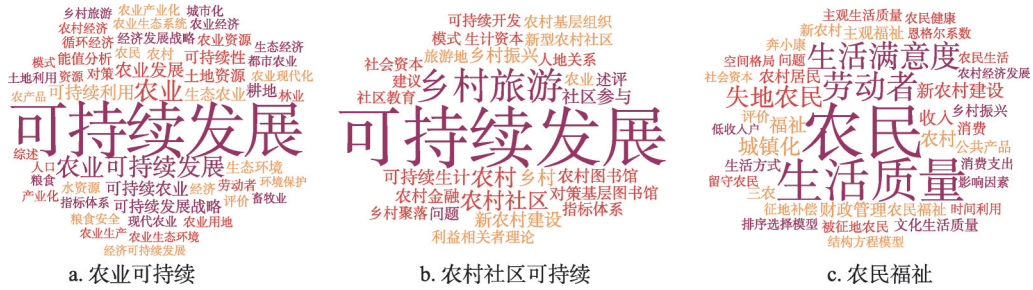 乡村旅游 农业产业化 城市化
农村经济 农业生态系统 农业经济
循环经济 经济发展战略 农业资源
模式 能值分析 农民 农村 可持续性 生态经济 都市农业
土地利用 资源 对策 农业发展 土地资源 农业现代化
农产品 可持续利用 农业 生态农业 耕地 林业
可持续发展
综述 人口 农业可持续发展 生态环境
粮食 水资源 可持续农业 经济 劳动者 环境保护
产业化 指标体系 可持续发展战略 评价 畜牧业
粮食安全 现代农业 农业用地
农业生产 农业生态环境
经济可持续发展
a. 农业可持续
可持续开发 农村基层组织
模式 生计资本 新型农村社区
社会资本 旅游地 乡村振兴 人地关系
建议 乡村旅游 农业 述评
社区教育 社区参与
可持续发展
可持续生计 农村 乡村 农村图书馆
农村金融 农村社区 对策 基层图书馆
乡村聚落 问题 新农村建设 指标体系
利益相关者理论
b. 农村社区可持续
主观生活质量 农民健康
新农村 主观福祉 恩格尔系数
奔小康 生活满意度 农民生活
空间格局 问题 农村经济发展
社会资本 农村居民 劳动者 新农村建设
失地农民 收入 乡村振兴
评价 福祉 农民 农村 消费
低收入户 城镇化 公共产品
生活方式 生活质量 消费支出
留守农民 三农 影响因素
征地补偿 财政管理 农民福祉 时间利用
排序选择模型 被征地农民 文化生活质量
结构方程模型
c. 农民福祉